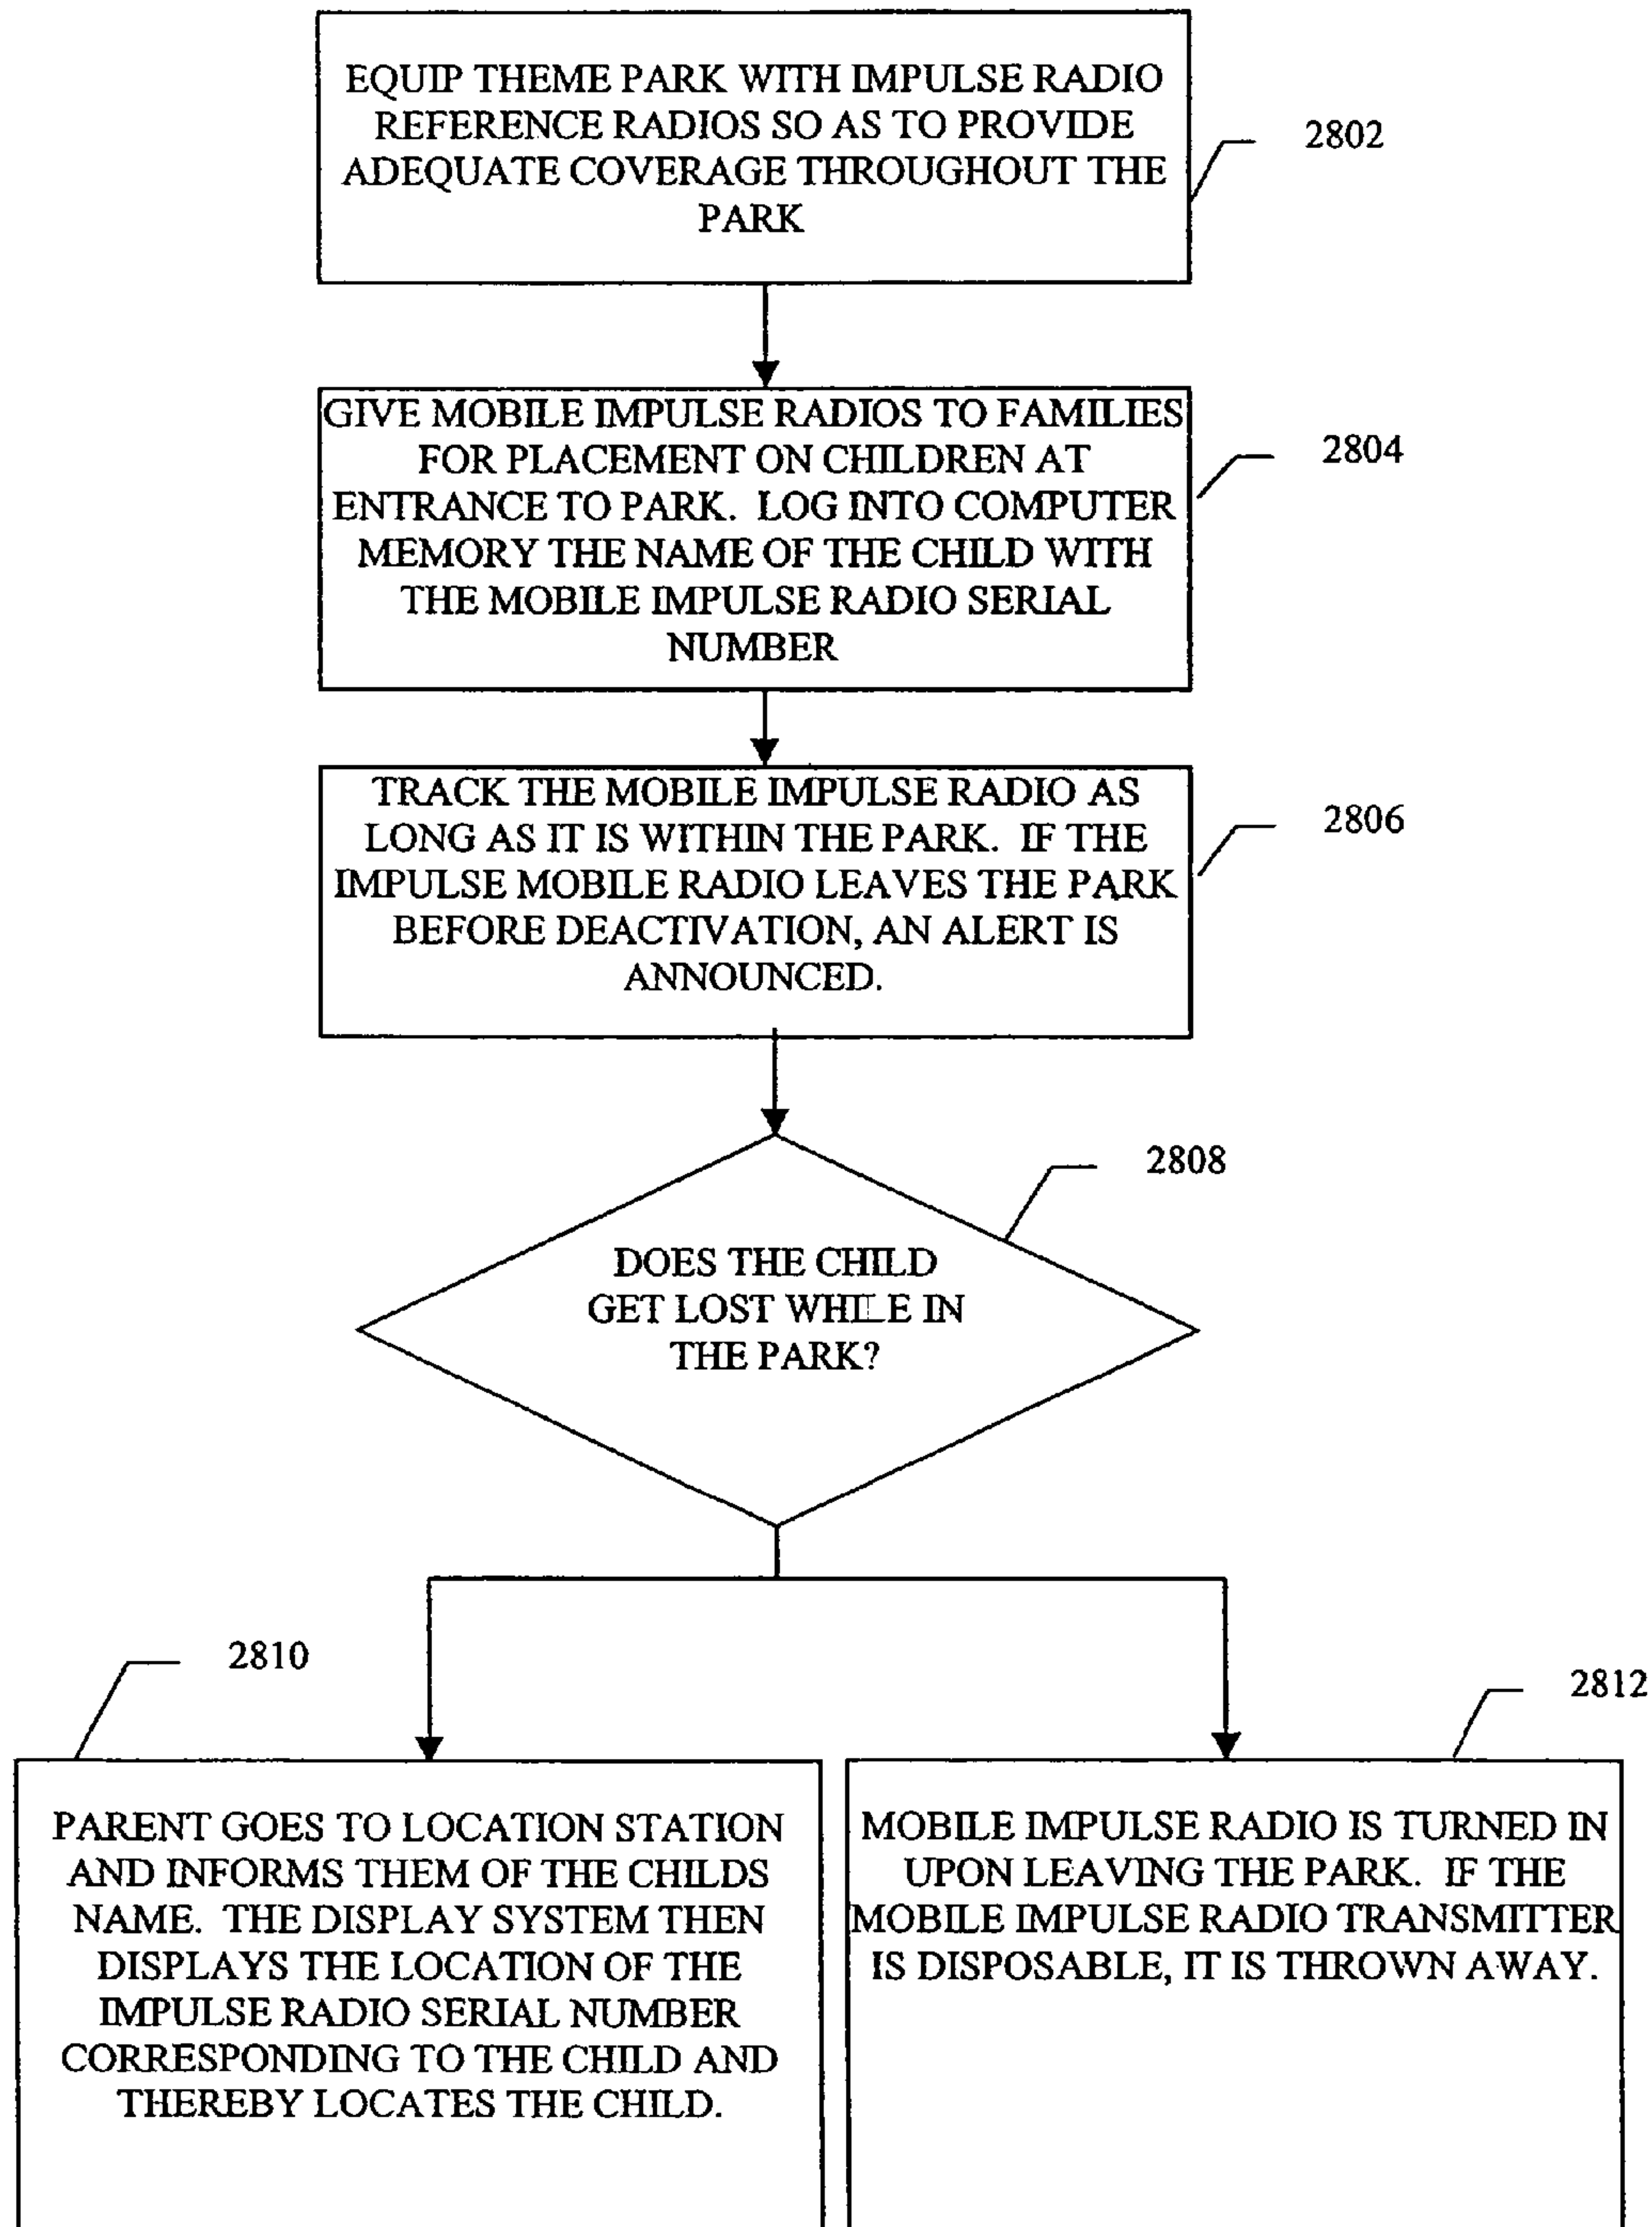 EQUIP THEME PARK WITH IMPULSE RADIO
REFERENCE RADIOS SO AS TO PROVIDE
ADEQUATE COVERAGE THROUGHOUT THE
PARK
2802
GIVE MOBILE IMPULSE RADIOS TO FAMILIES
FOR PLACEMENT ON CHILDREN AT
ENTRANCE TO PARK. LOG INTO COMPUTER
MEMORY THE NAME OF THE CHILD WITH
THE MOBILE IMPULSE RADIO SERIAL
NUMBER
2804
TRACK THE MOBILE IMPULSE RADIO AS
LONG AS IT IS WITHIN THE PARK. IF THE
IMPULSE MOBILE RADIO LEAVES THE PARK
BEFORE DEACTIVATION, AN ALERT IS
ANNOUNCED.
2806
DOES THE CHILD
GET LOST WHILE IN
THE PARK?
2808
2810
PARENT GOES TO LOCATION STATION
AND INFORMS THEM OF THE CHILDS
NAME. THE DISPLAY SYSTEM THEN
DISPLAYS THE LOCATION OF THE
IMPULSE RADIO SERIAL NUMBER
CORRESPONDING TO THE CHILD AND
THEREBY LOCATES THE CHILD.
2812
MOBILE IMPULSE RADIO IS TURNED IN
UPON LEAVING THE PARK. IF THE
MOBILE IMPULSE RADIO TRANSMITTER
IS DISPOSABLE, IT IS THROWN AWAY.